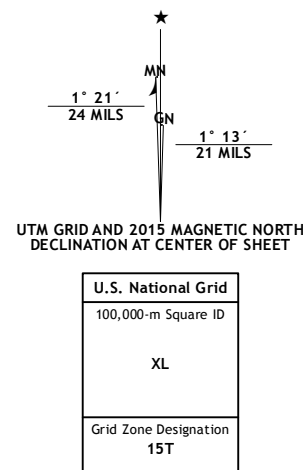 ★
MN
1° 21´
24 MILS
GN
1° 13´
21 MILS
UTM GRID AND 2015 MAGNETIC NORTH
DECLINATION AT CENTER OF SHEET
U.S. National Grid
100,000-m Square ID
XL
Grid Zone Designation
15T